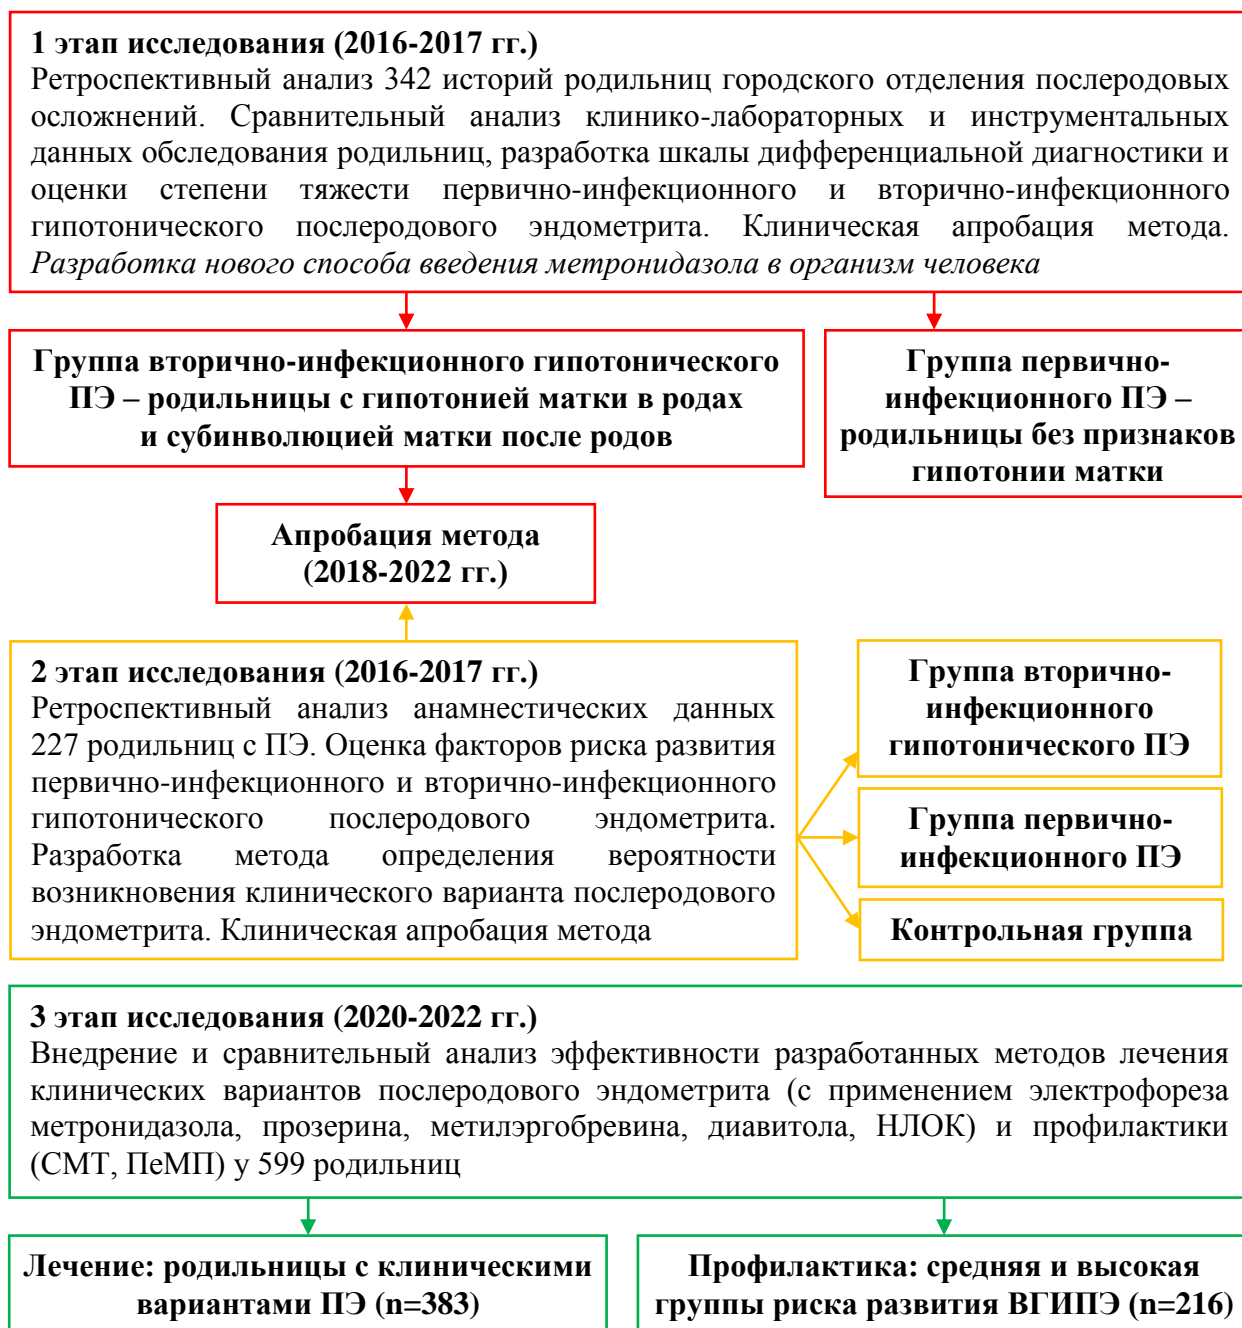 1 этап исследования (2016-2017 гг.)
Ретроспективный анализ 342 историй родильниц городского отделения послеродовых
осложнений. Сравнительный анализ клинико-лабораторных и инструментальных
данных обследования родильниц, разработка шкалы дифференциальной диагностики и
оценки степени тяжести первично-инфекционного и вторично-инфекционного
гипотонического послеродового эндометрита. Клиническая апробация метода.
Разработка нового способа введения метронидазола в организм человека
Группа вторично-инфекционного гипотонического
ПЭ – родильницы с гипотонией матки в родах
и субинволюцией матки после родов
Группа первично-
инфекционного ПЭ –
родильницы без признаков
гипотонии матки
Апробация метода
(2018-2022 гг.)
2 этап исследования (2016-2017 гг.)
Ретроспективный анализ анамнестических данных
227 родильниц с ПЭ. Оценка факторов риска развития
первично-инфекционного и вторично-инфекционного
гипотонического послеродового эндометрита.
Разработка метода определения вероятности
возникновения клинического варианта послеродового
эндометрита. Клиническая апробация метода
Группа вторично-
инфекционного
гипотонического ПЭ
Группа первично-
инфекционного ПЭ
Контрольная группа
3 этап исследования (2020-2022 гг.)
Внедрение и сравнительный анализ эффективности разработанных методов лечения
клинических вариантов послеродового эндометрита (с применением электрофореза
метронидазола, прозерина, метилэргобревина, диавитола, НЛОК) и профилактики
(СМТ, ПеМП) у 599 родильниц
Лечение: родильницы с клиническими
вариантами ПЭ (n=383)
Профилактика: средняя и высокая
группы риска развития ВГИПЭ (n=216)